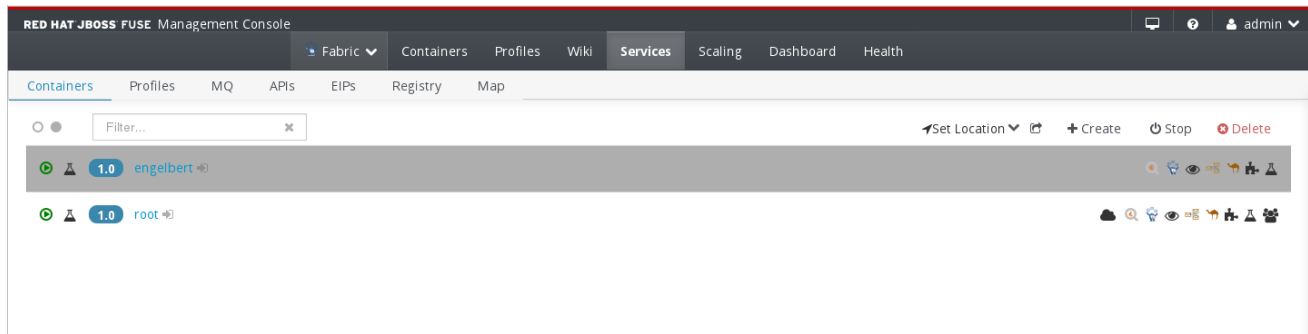 RED HAT JBOSS FUSE Management Console
admin
Fabric Containers Profiles Wiki Services Scaling Dashboard Health
Containers Profiles MQ APIs EIPs Registry Map
Filter... Set Location Create Stop Delete
1.0 engelbert
1.0 root